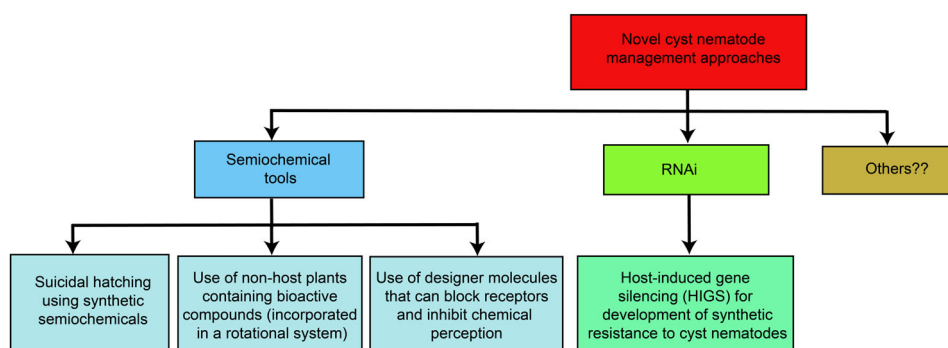 Novel cyst nematode
management approaches
Semiochemical
tools
RNAi
Others??
Suicidal hatching
using synthetic
semiochemicals
Use of non-host plants
containing bioactive
compounds (incorporated
in a rotational system)
Use of designer molecules
that can block receptors
and inhibit chemical
perception
Host-induced gene
silencing (HIGS) for
development of synthetic
resistance to cyst nematodes